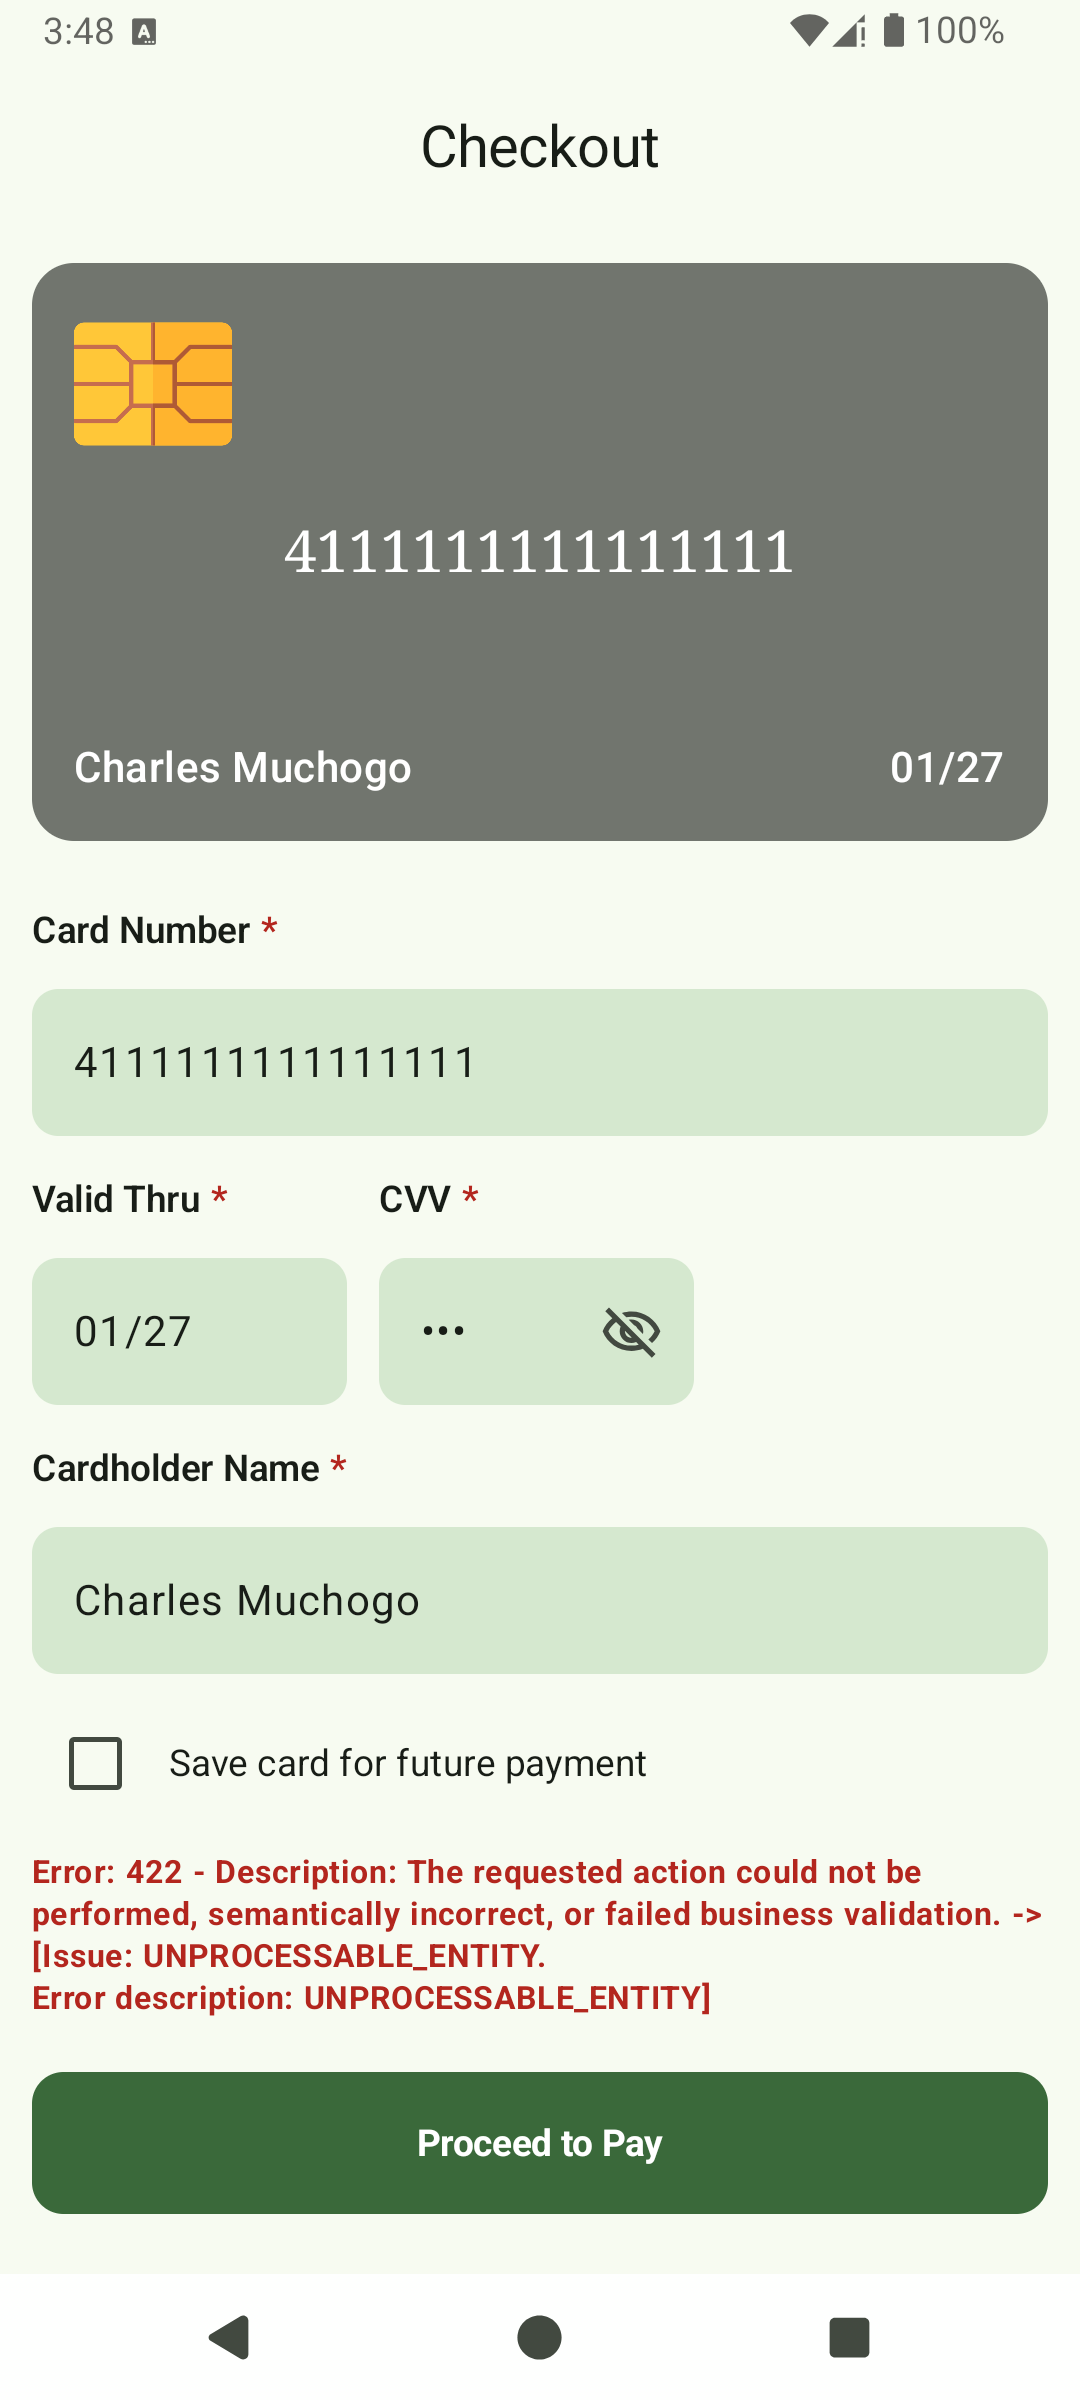 3:48 A 100%
Checkout
4111111111111111
Charles Muchogo 01/27
Card Number *
4111111111111111
Valid Thru * CVV *
01/27 •••
Cardholder Name *
Charles Muchogo
Save card for future payment
Error: 422 - Description: The requested action could not be
performed, semantically incorrect, or failed business validation. ->
[Issue: UNPROCESSABLE_ENTITY.
Error description: UNPROCESSABLE_ENTITY]
Proceed to Pay